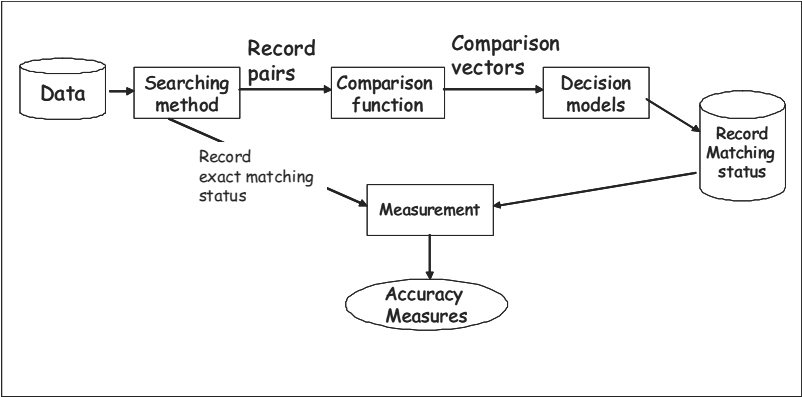 Data
Searching
method
Record
pairs
Comparison
function
Comparison
vectors
Decision
models
Record
Matching
status
Record
exact matching
status
Measurement
Accuracy
Measures